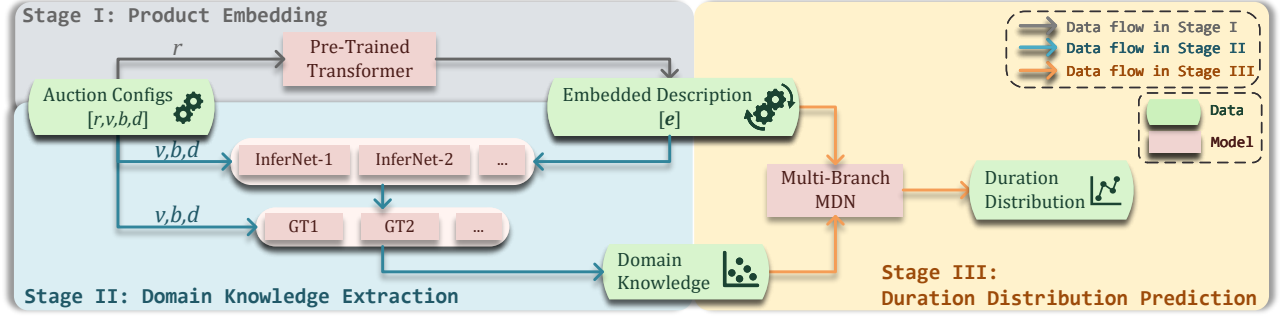 Stage I: Product Embedding
r
Pre-Trained
Transformer
Auction Configs
[r,v,b,d]
Embedded Description
[e]
v,b,d
InferNet-1
InferNet-2
...
v,b,d
GT1
GT2
...
Domain
Knowledge
Stage II: Domain Knowledge Extraction
Data flow in Stage I
Data flow in Stage II
Data flow in Stage III
Data
Model
Multi-Branch
MDN
Duration
Distribution
Stage III:
Duration Distribution Prediction